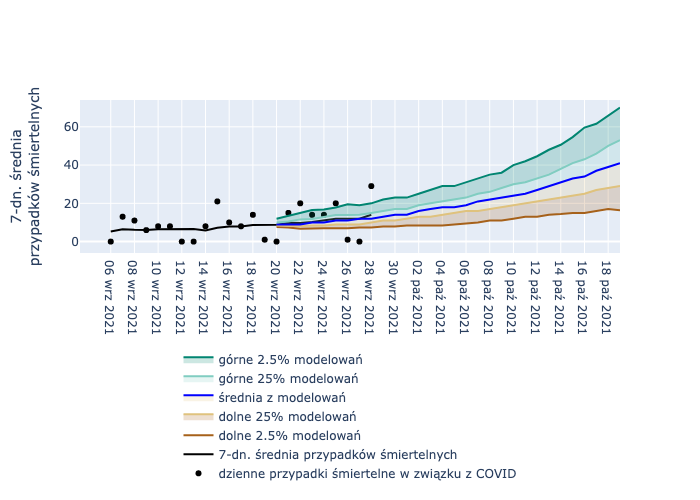 7-dn. średnia
przypadków śmiertelnych
60
40
20
0
06 wrz 2021
08 wrz 2021
10 wrz 2021
12 wrz 2021
14 wrz 2021
16 wrz 2021
18 wrz 2021
20 wrz 2021
22 wrz 2021
24 wrz 2021
26 wrz 2021
28 wrz 2021
30 wrz 2021
02 paź 2021
04 paź 2021
06 paź 2021
08 paź 2021
10 paź 2021
12 paź 2021
14 paź 2021
16 paź 2021
18 paź 2021
górne 2.5% modelowań
górne 25% modelowań
średnia z modelowań
dolne 25% modelowań
dolne 2.5% modelowań
7-dn. średnia przypadków śmiertelnych
dzienne przypadki śmiertelne w związku z COVID